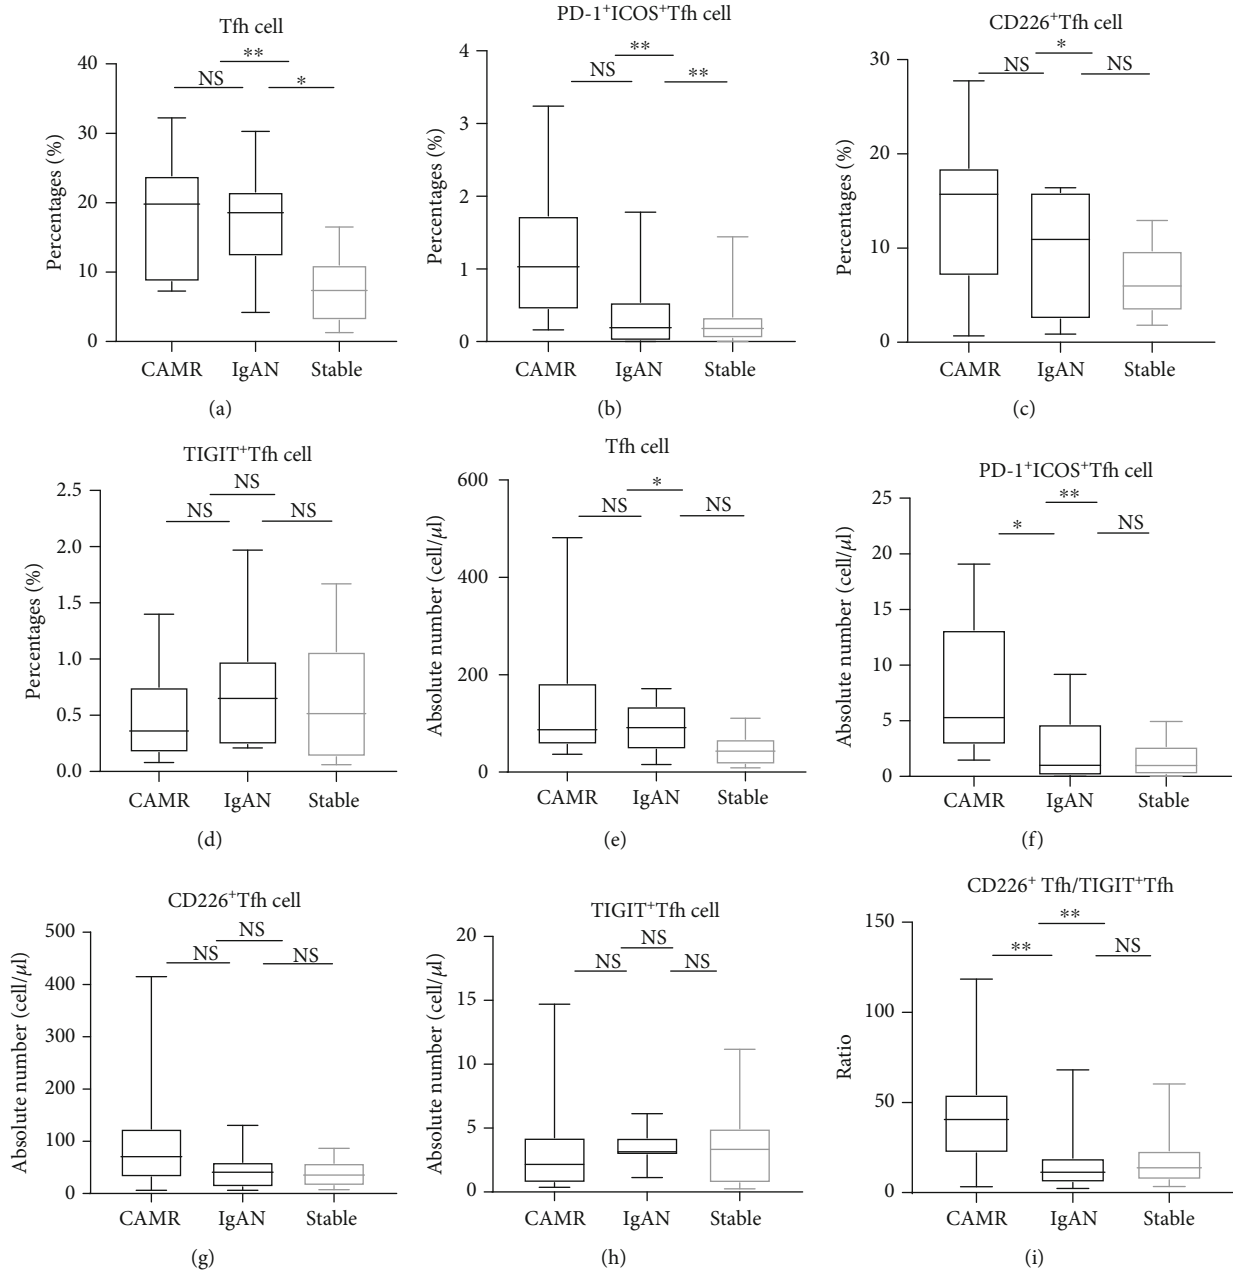 Tfh cell
**
NS
*
40
30
20
10
0
Percentages (%)
CAMR
IgAN
Stable
(a)
PD-1⁺ICOS⁺Tfh cell
**
NS
**
4
3
2
1
0
Percentages (%)
CAMR
IgAN
Stable
(b)
CD226⁺Tfh cell
*
NS
NS
30
20
10
0
Percentages (%)
CAMR
IgAN
Stable
(c)
TIGIT⁺Tfh cell
NS
NS
NS
2.5
2.0
1.5
1.0
0.5
0.0
Percentages (%)
CAMR
IgAN
Stable
(d)
Tfh cell
*
NS
NS
600
400
200
0
Absolute number (cell/μl)
CAMR
IgAN
Stable
(e)
PD-1⁺ICOS⁺Tfh cell
**
*
NS
25
20
15
10
5
0
Absolute number (cell/μl)
CAMR
IgAN
Stable
(f)
CD226⁺Tfh cell
NS
NS
NS
500
400
300
200
100
0
Absolute number (cell/μl)
CAMR
IgAN
Stable
(g)
TIGIT⁺Tfh cell
NS
NS
NS
20
15
10
5
0
Absolute number (cell/μl)
CAMR
IgAN
Stable
(h)
CD226⁺ Tfh/TIGIT⁺Tfh
**
**
NS
150
100
50
0
Ratio
CAMR
IgAN
Stable
(i)